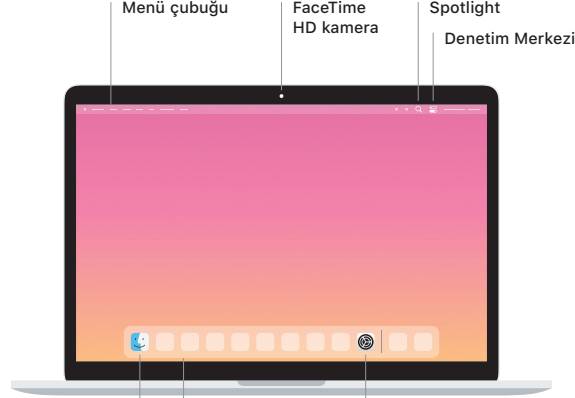 Menü çubuğu
FaceTime
HD kamera
Spotlight
Denetim Merkezi